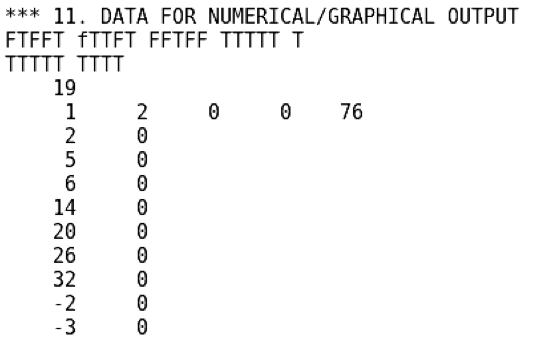 *** 11. DATA FOR NUMERICAL/GRAPHICAL OUTPUT
FTFFT fTTFT FFTFF TTTTT T
TTTTT TTTT
19
1 2 0 0 76
2 0
5 0
6 0
14 0
20 0
26 0
32 0
-2 0
-3 0